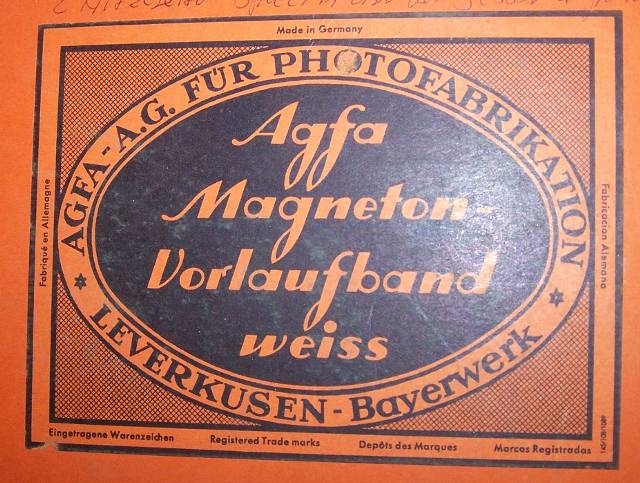 Made in Germany
AGFA-A.G. FÜR PHOTOFABRIKATION
Agfa
Magneton-
Vorlaufband
weiss
LEVERKUSEN-Bayerwerk
Fabriqué en Allemagne
Fabricacion Alemana
Eingetragene Warenzeichen
Registered Trade marks
Depôts des Marques
Marcas Registradas